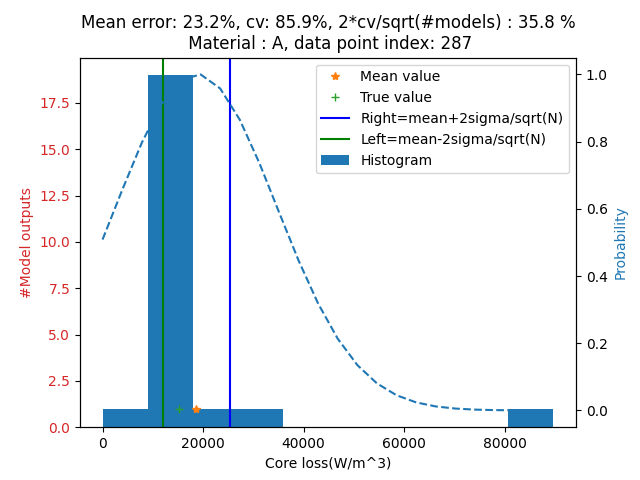 Mean error: 23.2%, cv: 85.9%, 2*cv/sqrt(#models) : 35.8 %
Material : A, data point index: 287
Mean value
True value
Right=mean+2sigma/sqrt(N)
Left=mean-2sigma/sqrt(N)
Histogram
#Model outputs
17.5
15.0
12.5
10.0
7.5
5.0
2.5
0.0
1.0
0.8
0.6
0.4
0.2
0.0
Probability
0 20000 40000 60000 80000
Core loss(W/m^3)